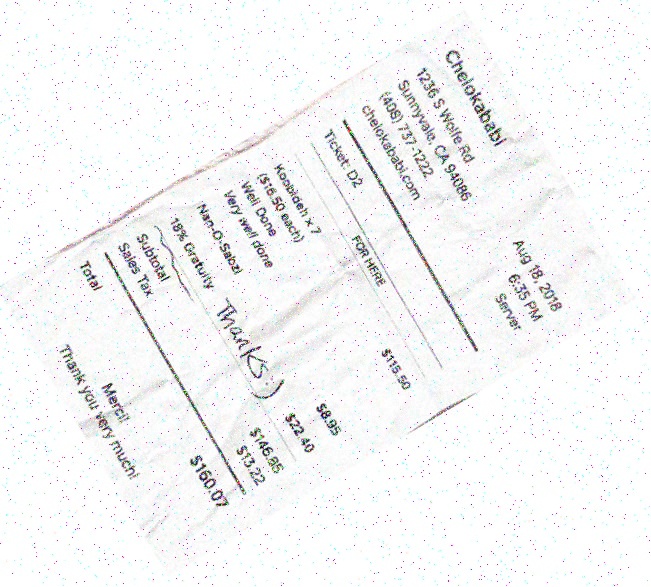 Chelokababi
1236 S Wolfe Rd
Sunnyvale, CA 94086
(408) 737-1222
chelokababi.com
Aug 18, 2018
6:35 PM
Server
Ticket: D2
FOR HERE
Koobideh x 7 $115.50
($16.50 each)
Well Done
Very well done
Nan-O-Sabzi $8.95
18% Gratuity $22.40
Thanks:)
Subtotal $146.85
Sales Tax $13.22
Total $160.07
Merci!
Thank you very much!